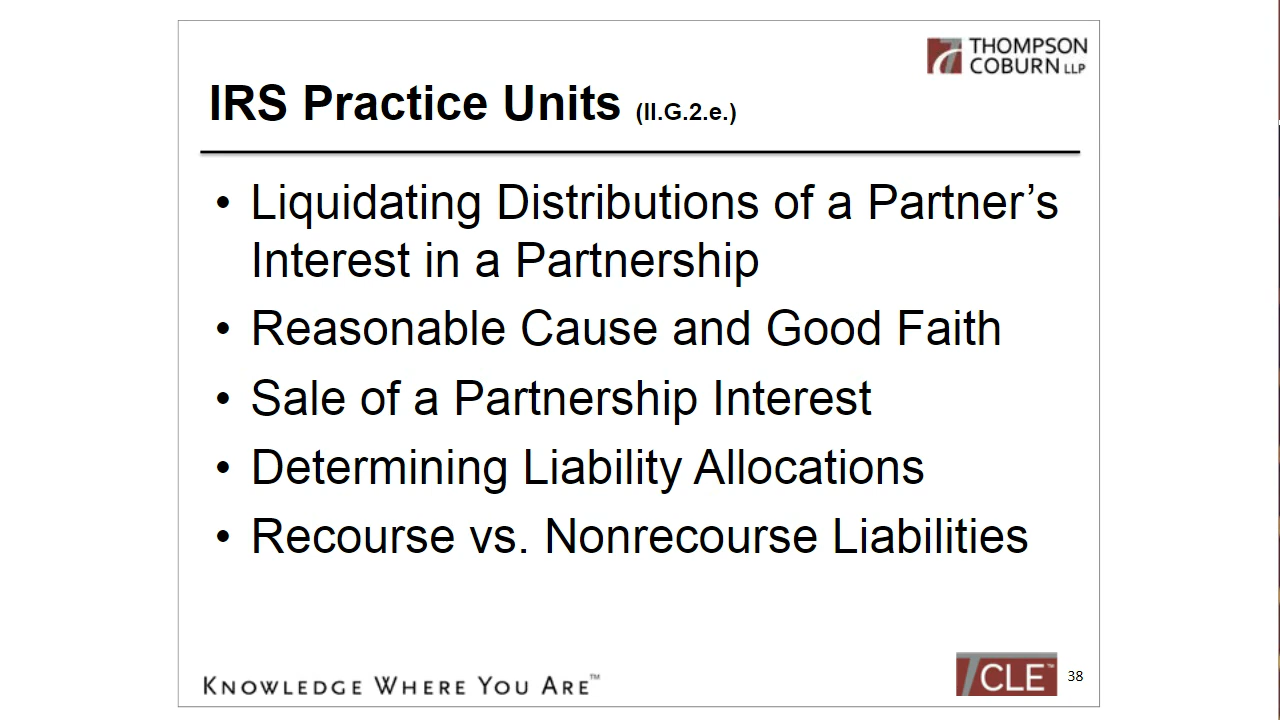 THOMPSON
COBURN LLP
IRS Practice Units (II.G.2.e.)
• Liquidating Distributions of a Partner’s
Interest in a Partnership
• Reasonable Cause and Good Faith
• Sale of a Partnership Interest
• Determining Liability Allocations
• Recourse vs. Nonrecourse Liabilities
KNOWLEDGE WHERE YOU ARE™
CLE™
38